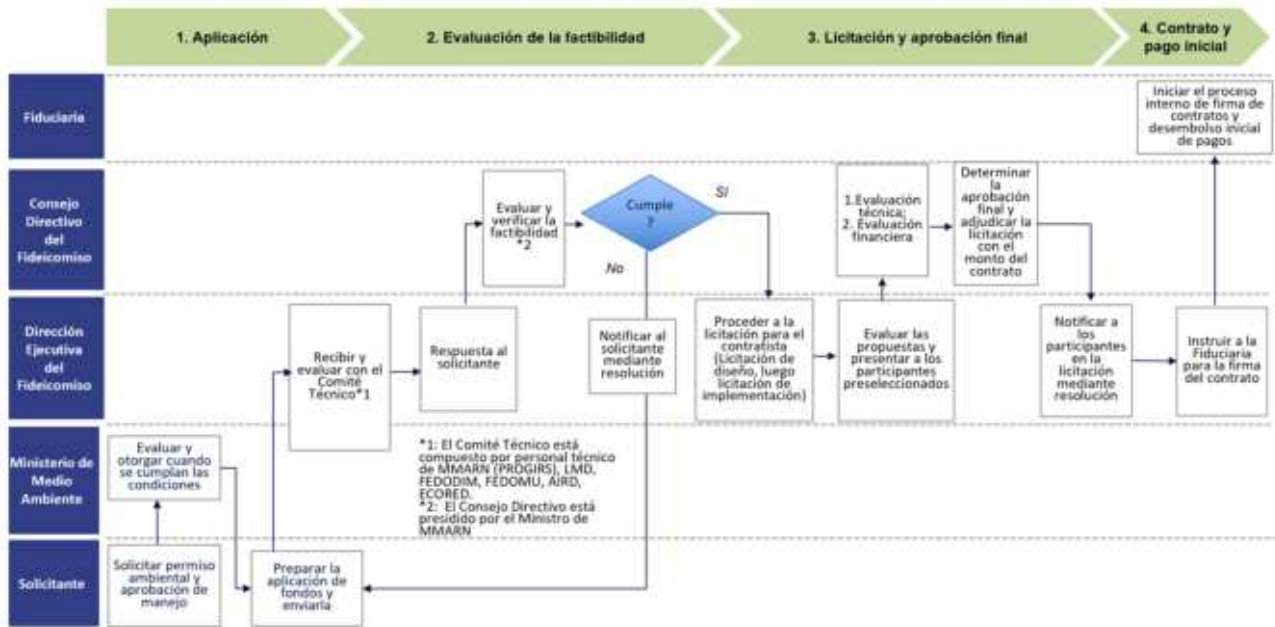 1. Aplicación
2. Evaluación de la factibilidad
3. Licitación y aprobación final
4. Contrato y
pago inicial
Fiduciaria
Iniciar el proceso
interno de firma de
contratos y
desembolso inicial
de pagos
Consejo
Directivo
del
Fideicomiso
Evaluar y
verificar la
factibilidad
*2
Cumple
?
Sí
No
1.Evaluación
técnica;
2. Evaluación
financiera
Determinar
la
aprobación
final y
adjudicar la
licitación
con el
monto del
contrato
Dirección
Ejecutiva
del
Fideicomiso
Recibir y
evaluar con el
Comité
Técnico*1
Respuesta al
solicitante
Notificar al
solicitante
mediante
resolución
Proceder a la
licitación para el
contratista
(Licitación de
diseño, luego
licitación de
implementación)
Evaluar las
propuestas y
presentar a los
participantes
preseleccionados
Notificar a
los
participantes
en la
licitación
mediante
resolución
Instruir a la
Fiduciaria
para la firma
del contrato
Ministerio de
Medio
Ambiente
Evaluar y
otorgar cuando
se cumplan las
condiciones
*1: El Comité Técnico está
compuesto por personal técnico
de MMARN (PROGIRS), LMD,
FEDODIM, FEDOMU, AIRD,
ECORED.
*2: El Consejo Directivo está
presidido por el Ministro de
MMARN
Solicitante
Solicitar permiso
ambiental y
aprobación de
manejo
Preparar la
aplicación de
fondos y
enviarla